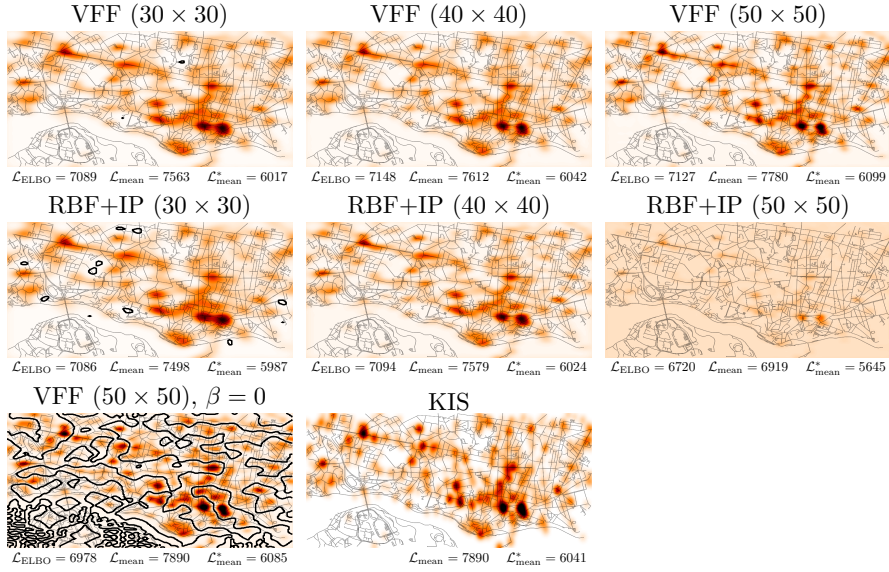 VFF (30 × 30) VFF (40 × 40) VFF (50 × 50)
ℒ_ELBO = 7089 ℒ_mean = 7563 ℒ*_mean = 6017 ℒ_ELBO = 7148 ℒ_mean = 7612 ℒ*_mean = 6042 ℒ_ELBO = 7127 ℒ_mean = 7780 ℒ*_mean = 6099
RBF+IP (30 × 30) RBF+IP (40 × 40) RBF+IP (50 × 50)
ℒ_ELBO = 7086 ℒ_mean = 7498 ℒ*_mean = 5987 ℒ_ELBO = 7094 ℒ_mean = 7579 ℒ*_mean = 6024 ℒ_ELBO = 6720 ℒ_mean = 6919 ℒ*_mean = 5645
VFF (50 × 50), β = 0 KIS
ℒ_ELBO = 6978 ℒ_mean = 7890 ℒ*_mean = 6085 ℒ_mean = 7890 ℒ*_mean = 6041